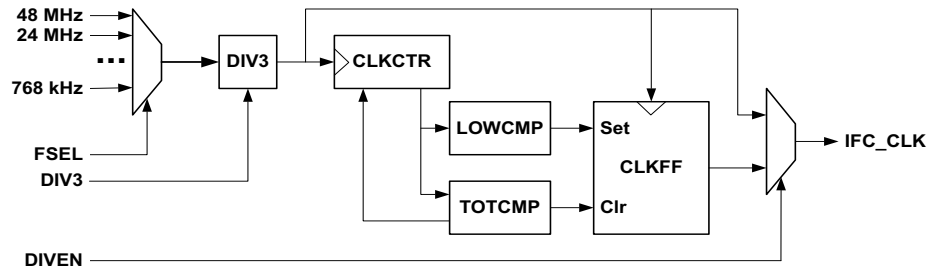 48 MHz
24 MHz
...
768 kHz
FSEL
DIV3
DIVEN
DIV3
CLKCTR
LOWCMP
TOTCMP
Set
CLKFF
Clr
IFC_CLK